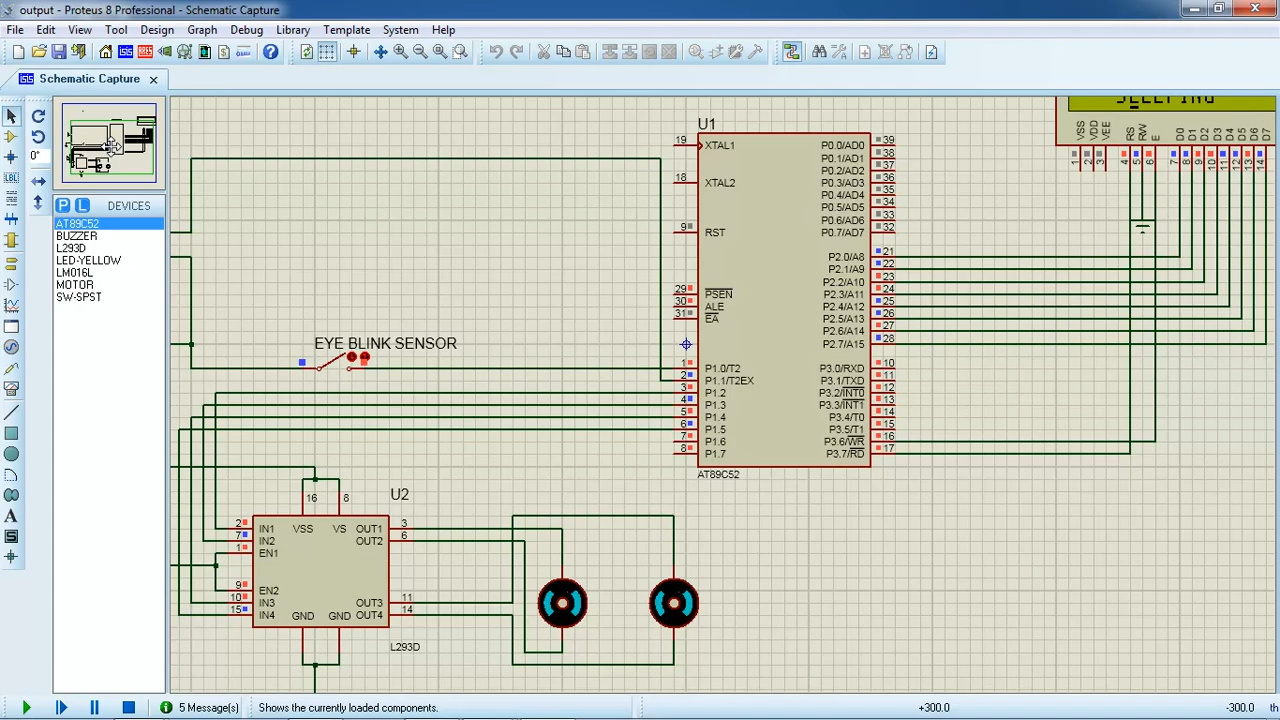 output - Proteus 8 Professional - Schematic Capture
File Edit View Tool Design Graph Debug Library Template System Help
Schematic Capture
0°
P L DEVICES
AT89C52
BUZZER
L293D
LED-YELLOW
LM016L
MOTOR
SW-SPST
LBL
A
SLEEPING
VSS VDD VEE RS RW E D0 D1 D2 D3 D4 D5 D6 D7
1 2 3 4 5 6 7 8 9 10 11 12 13 14
U1
19 XTAL1 P0.0/AD0 39
P0.1/AD1 38
P0.2/AD2 37
18 XTAL2 P0.3/AD3 36
P0.4/AD4 35
P0.5/AD5 34
P0.6/AD6 33
9 RST P0.7/AD7 32
P2.0/A8 21
P2.1/A9 22
P2.2/A10 23
29 PSEN P2.3/A11 24
30 ALE P2.4/A12 25
31 EA P2.5/A13 26
P2.6/A14 27
P2.7/A15 28
1 P1.0/T2 P3.0/RXD 10
2 P1.1/T2EX P3.1/TXD 11
3 P1.2 P3.2/INT0 12
4 P1.3 P3.3/INT1 13
5 P1.4 P3.4/T0 14
6 P1.5 P3.5/T1 15
7 P1.6 P3.6/WR 16
8 P1.7 P3.7/RD 17
AT89C52
EYE BLINK SENSOR
16 8 U2
2 IN1 VSS VS OUT1 3
7 IN2 OUT2 6
1 EN1
9 EN2
10 IN3 OUT3 11
15 IN4 GND GND OUT4 14
L293D
5 Message(s) Shows the currently loaded components. +300.0 -300.0 th